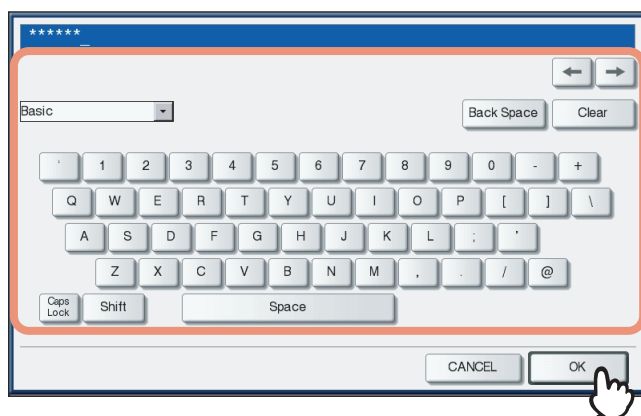 ******_
Basic
Back Space Clear
` 1 2 3 4 5 6 7 8 9 0 - +
Q W E R T Y U I O P [ ] \
A S D F G H J K L ; '
Z X C V B N M , . / @
Caps Lock Shift Space
CANCEL OK